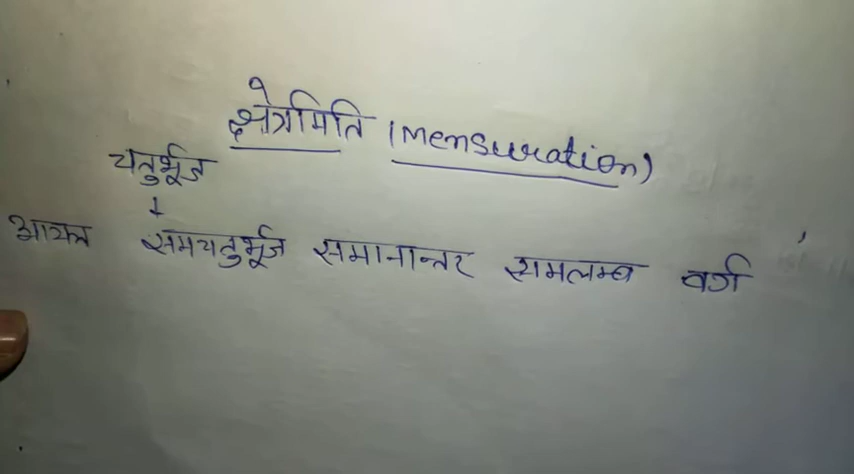 क्षेत्रमिति (Mensuration)
चतुर्भूज
↓
आयत समचतुर्भूज समानान्तर समलम्ब वर्ग